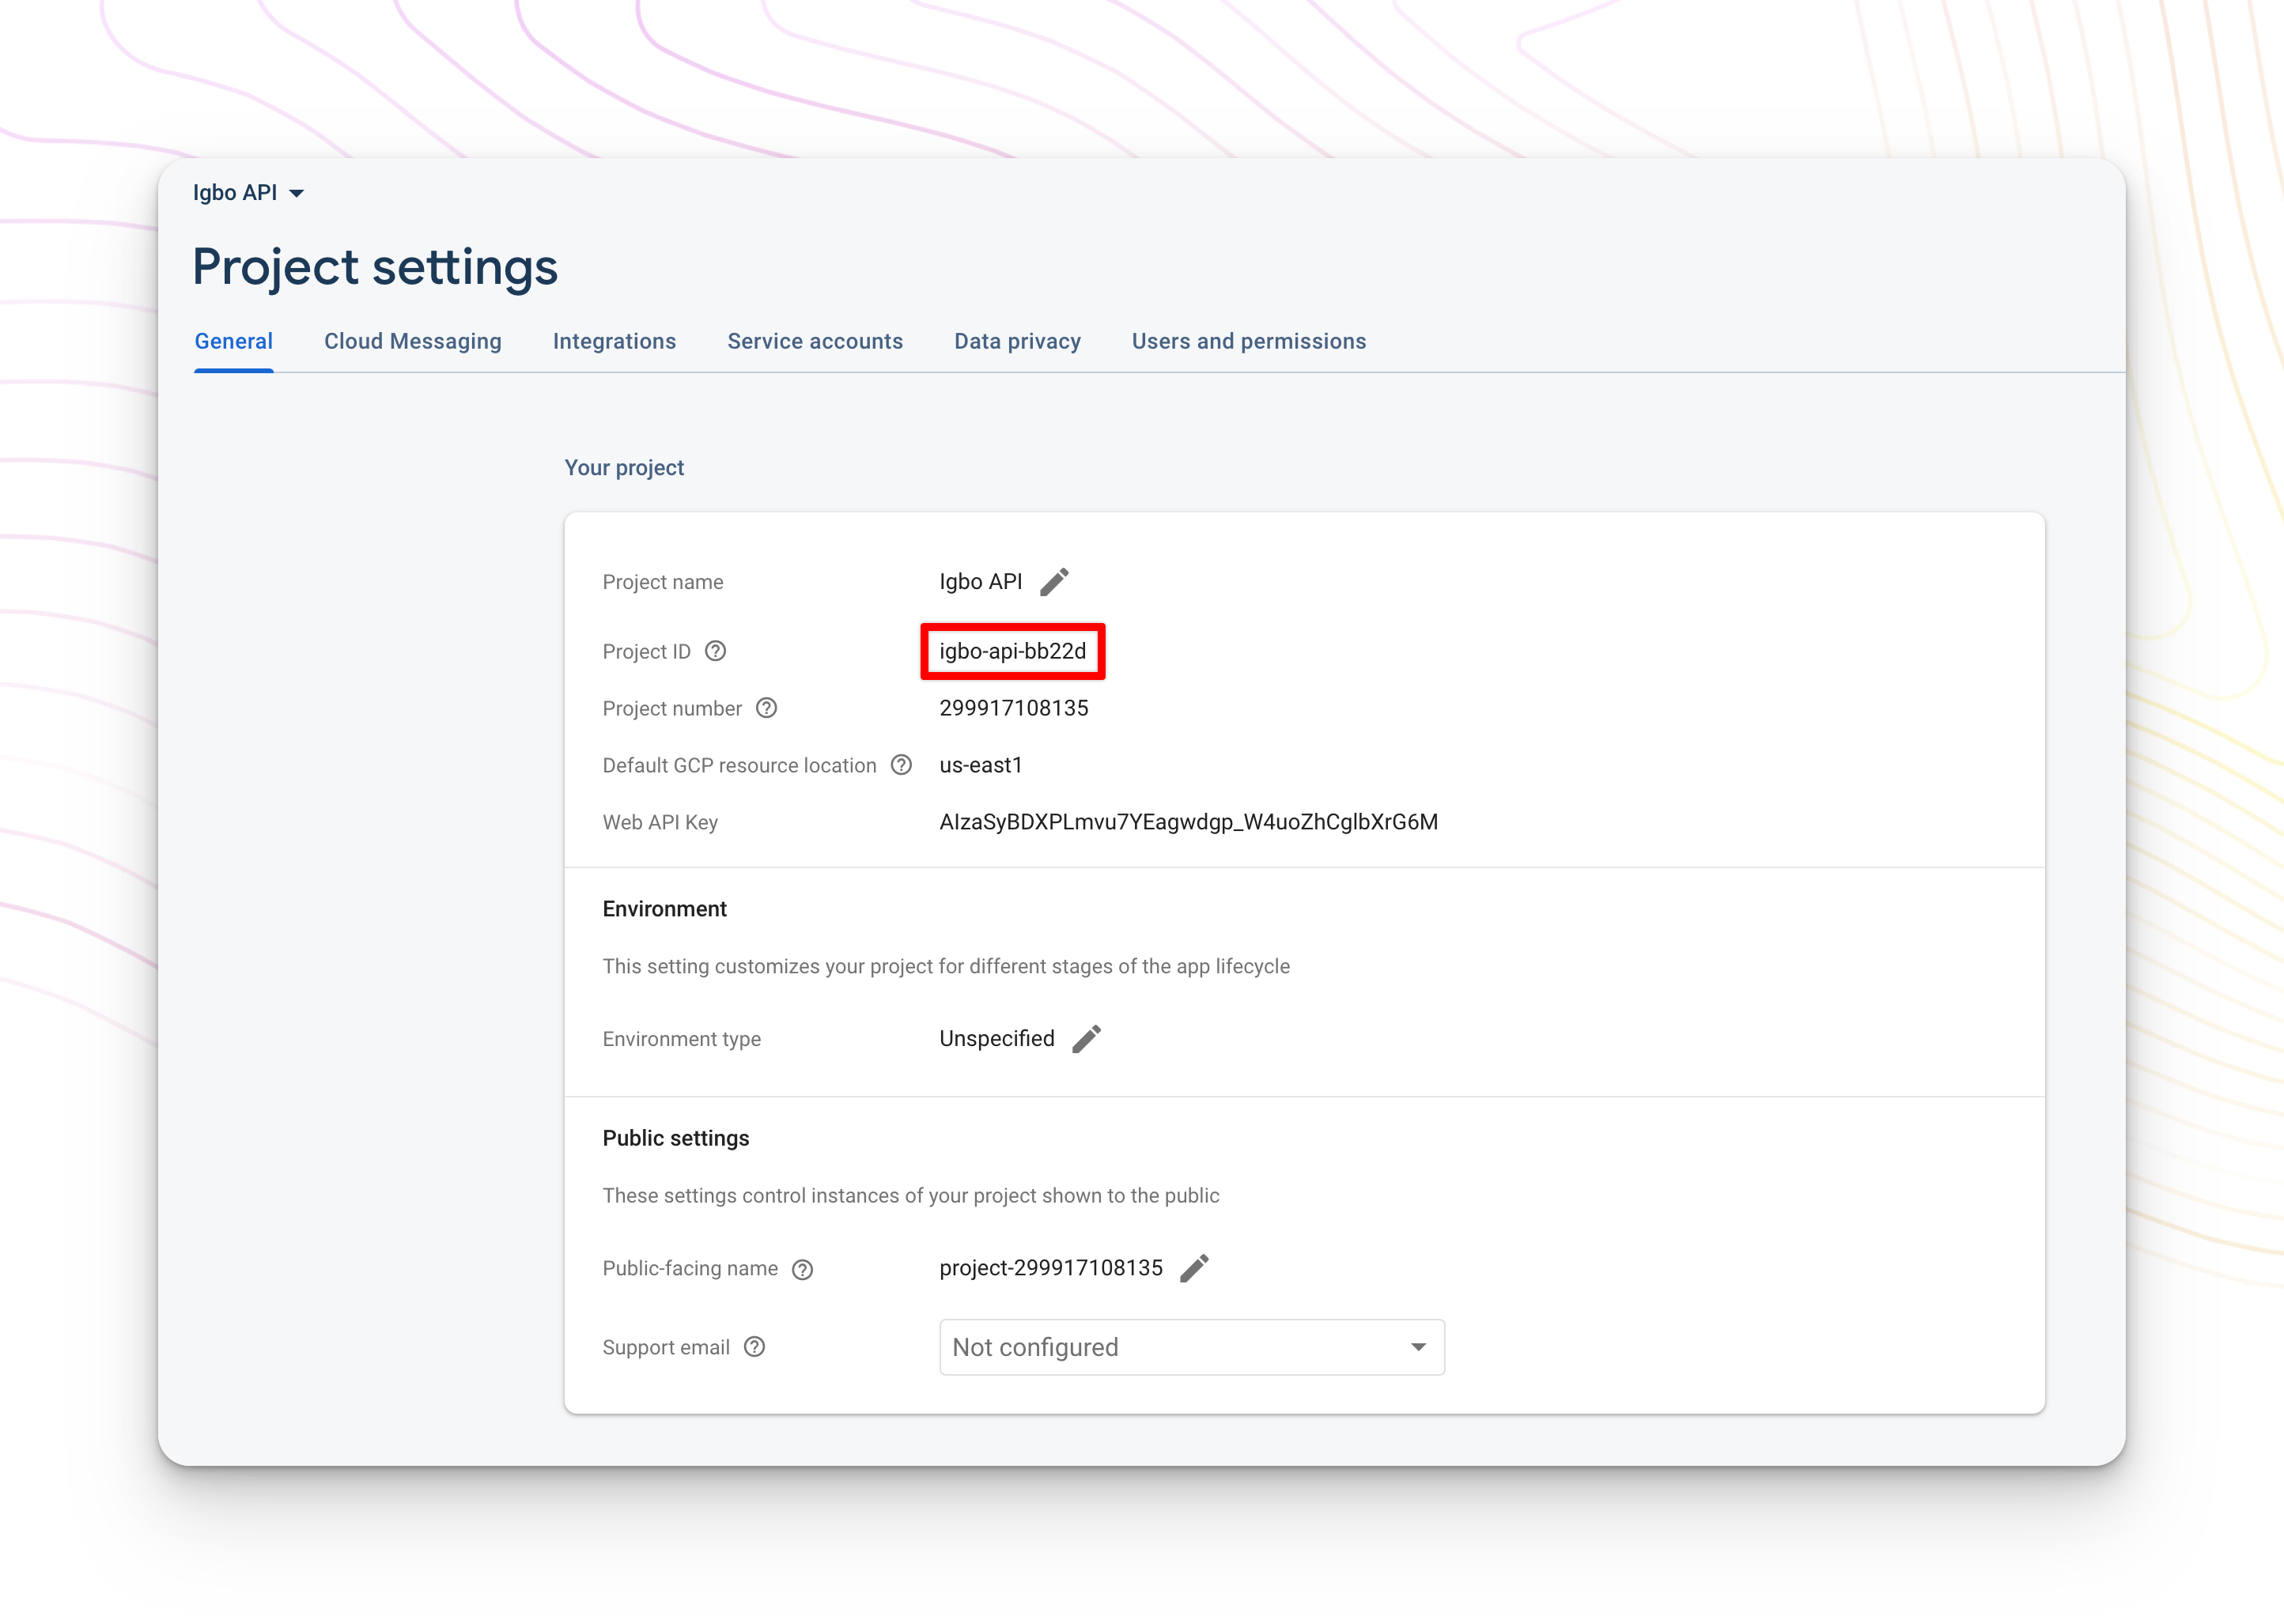 Igbo API
Project settings
General Cloud Messaging Integrations Service accounts Data privacy Users and permissions
Your project
Project name Igbo API
Project ID igbo-api-bb22d
Project number 299917108135
Default GCP resource location us-east1
Web API Key AIzaSyBDXPLmvu7YEagwdgp_W4uoZhCglbXrG6M
Environment
This setting customizes your project for different stages of the app lifecycle
Environment type Unspecified
Public settings
These settings control instances of your project shown to the public
Public-facing name project-299917108135
Support email Not configured